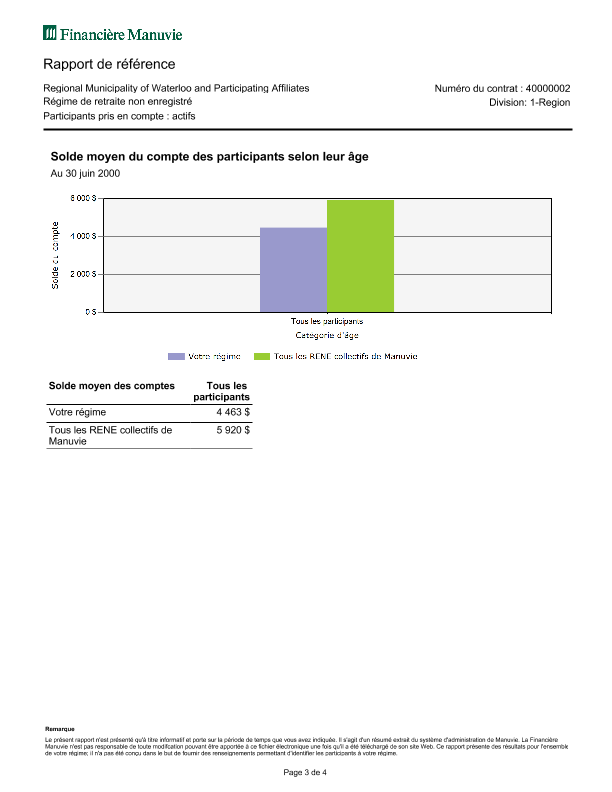 Financière Manuvie
Rapport de référence
Regional Municipality of Waterloo and Participating Affiliates
Numéro du contrat : 40000002
Régime de retraite non enregistré
Division: 1-Region
Participants pris en compte : actifs
Solde moyen du compte des participants selon leur âge
Au 30 juin 2000
Solde du compte
6 000 $
4 000 $
2 000 $
0 $
Tous les participants
Catégorie d'âge
Votre régime
Tous les RENE collectifs de Manuvie
Solde moyen des comptes Tous les
participants
Votre régime 4 463 $
Tous les RENE collectifs de 5 920 $
Manuvie
Remarque
Le présent rapport n'est présenté qu'à titre informatif et porte sur la période de temps que vous avez indiquée. Il s'agit d'un résumé extrait du système d'administration de Manuvie. La Financière
Manuvie n'est pas responsable de toute modification pouvant être apportée à ce fichier électronique une fois qu'il a été téléchargé de son site Web. Ce rapport présente des résultats pour l'ensemble
de votre régime; il n'a pas été conçu dans le but de fournir des renseignements permettant d'identifier les participants à votre régime.
Page 3 de 4